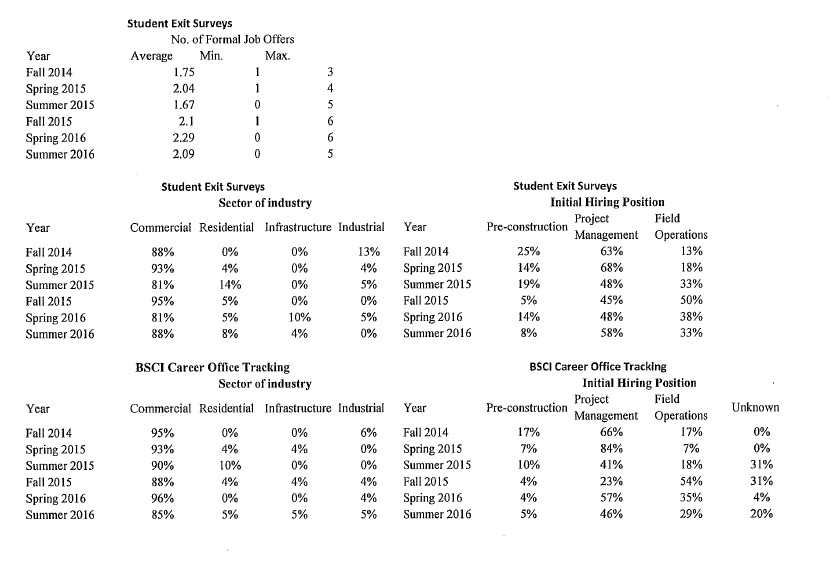 Student Exit Surveys
No. of Formal Job Offers
Year Average Min. Max.
Fall 2014 1.75 1 3
Spring 2015 2.04 1 4
Summer 2015 1.67 0 5
Fall 2015 2.1 1 6
Spring 2016 2.29 0 6
Summer 2016 2.09 0 5
Student Exit Surveys
Sector of industry
Year Commercial Residential Infrastructure Industrial
Fall 2014 88% 0% 0% 13%
Spring 2015 93% 4% 0% 4%
Summer 2015 81% 14% 0% 5%
Fall 2015 95% 5% 0% 0%
Spring 2016 81% 5% 10% 5%
Summer 2016 88% 8% 4% 0%
Student Exit Surveys
Initial Hiring Position
Year Pre-construction Project Management Field Operations
Fall 2014 25% 63% 13%
Spring 2015 14% 68% 18%
Summer 2015 19% 48% 33%
Fall 2015 5% 45% 50%
Spring 2016 14% 48% 38%
Summer 2016 8% 58% 33%
BSCI Career Office Tracking
Sector of industry
Year Commercial Residential Infrastructure Industrial
Fall 2014 95% 0% 0% 6%
Spring 2015 93% 4% 4% 0%
Summer 2015 90% 10% 0% 0%
Fall 2015 88% 4% 4% 4%
Spring 2016 96% 0% 0% 4%
Summer 2016 85% 5% 5% 5%
BSCI Career Office Tracking
Initial Hiring Position
Year Pre-construction Project Management Field Operations Unknown
Fall 2014 17% 66% 17% 0%
Spring 2015 7% 84% 7% 0%
Summer 2015 10% 41% 18% 31%
Fall 2015 4% 23% 54% 31%
Spring 2016 4% 57% 35% 4%
Summer 2016 5% 46% 29% 20%